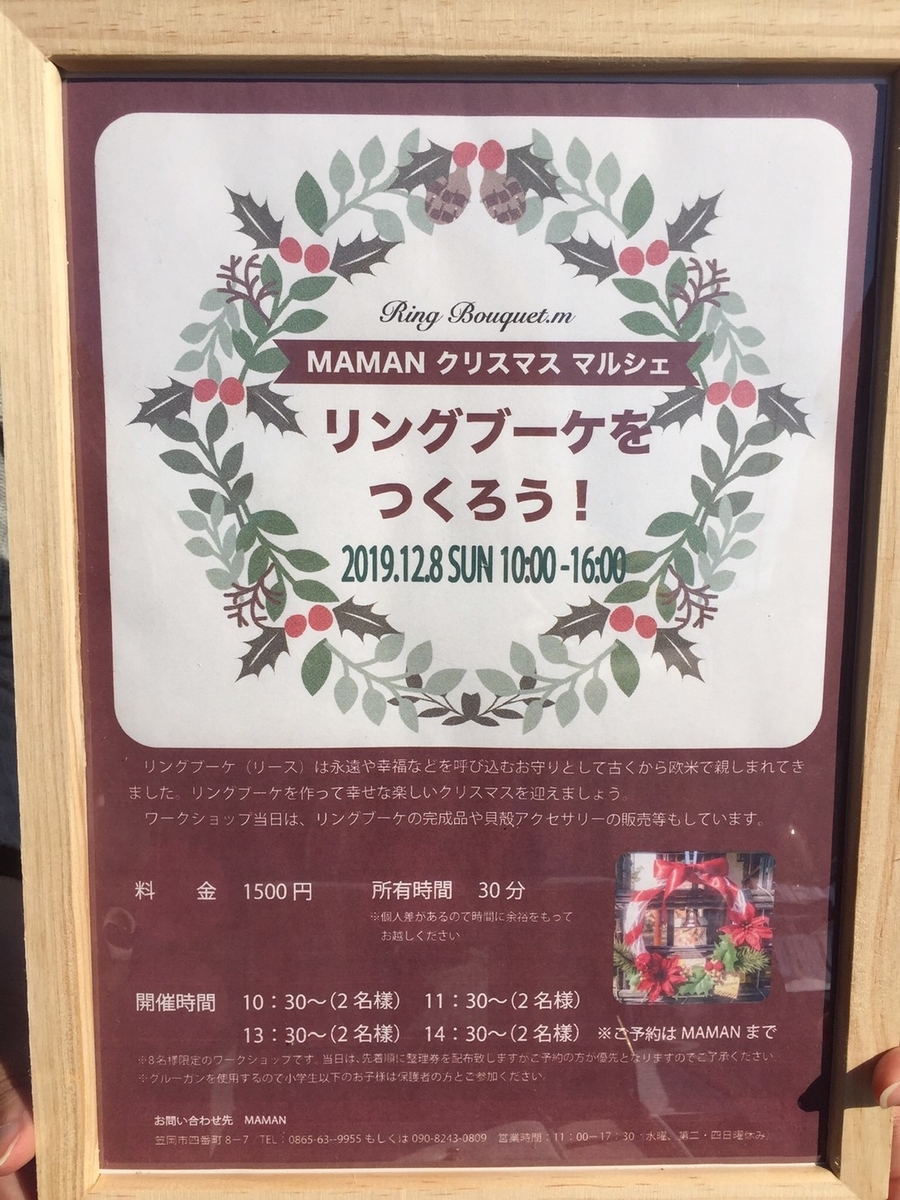 Ring Bouquet.m
MAMAN クリスマス マルシェ
リングブーケを
つくろう！
2019.12.8 SUN 10:00-16:00
リングブーケ（リース）は永遠や幸福などを呼び込むお守りとして古くから欧米で親しまれてき
ました。リングブーケを作って幸せな楽しいクリスマスを迎えましょう。
ワークショップ当日は、リングブーケの完成品や貝殻アクセサリーの販売等もしています。
料　金　1500円　所有時間　30分
※個人差があるので時間に余裕をもって
お越しください
開催時間　10：30〜（2名様）　11：30〜（2名様）
13：30〜（2名様）　14：30〜（2名様）　※ご予約は MAMAN まで
※8名様限定のワークショップです。当日は、先着順に整理券を配布致しますがご予約の方が優先となりますのでご了承ください。
※グルーガンを使用するので小学生以下のお子様は保護者の方とご参加ください。
お問い合わせ先　MAMAN
笠岡市四番町8−7　TEL：0865-63--9955 もしくは 090-8243-0809　営業時間：11：00−17：30（水曜、第二・四日曜休み）